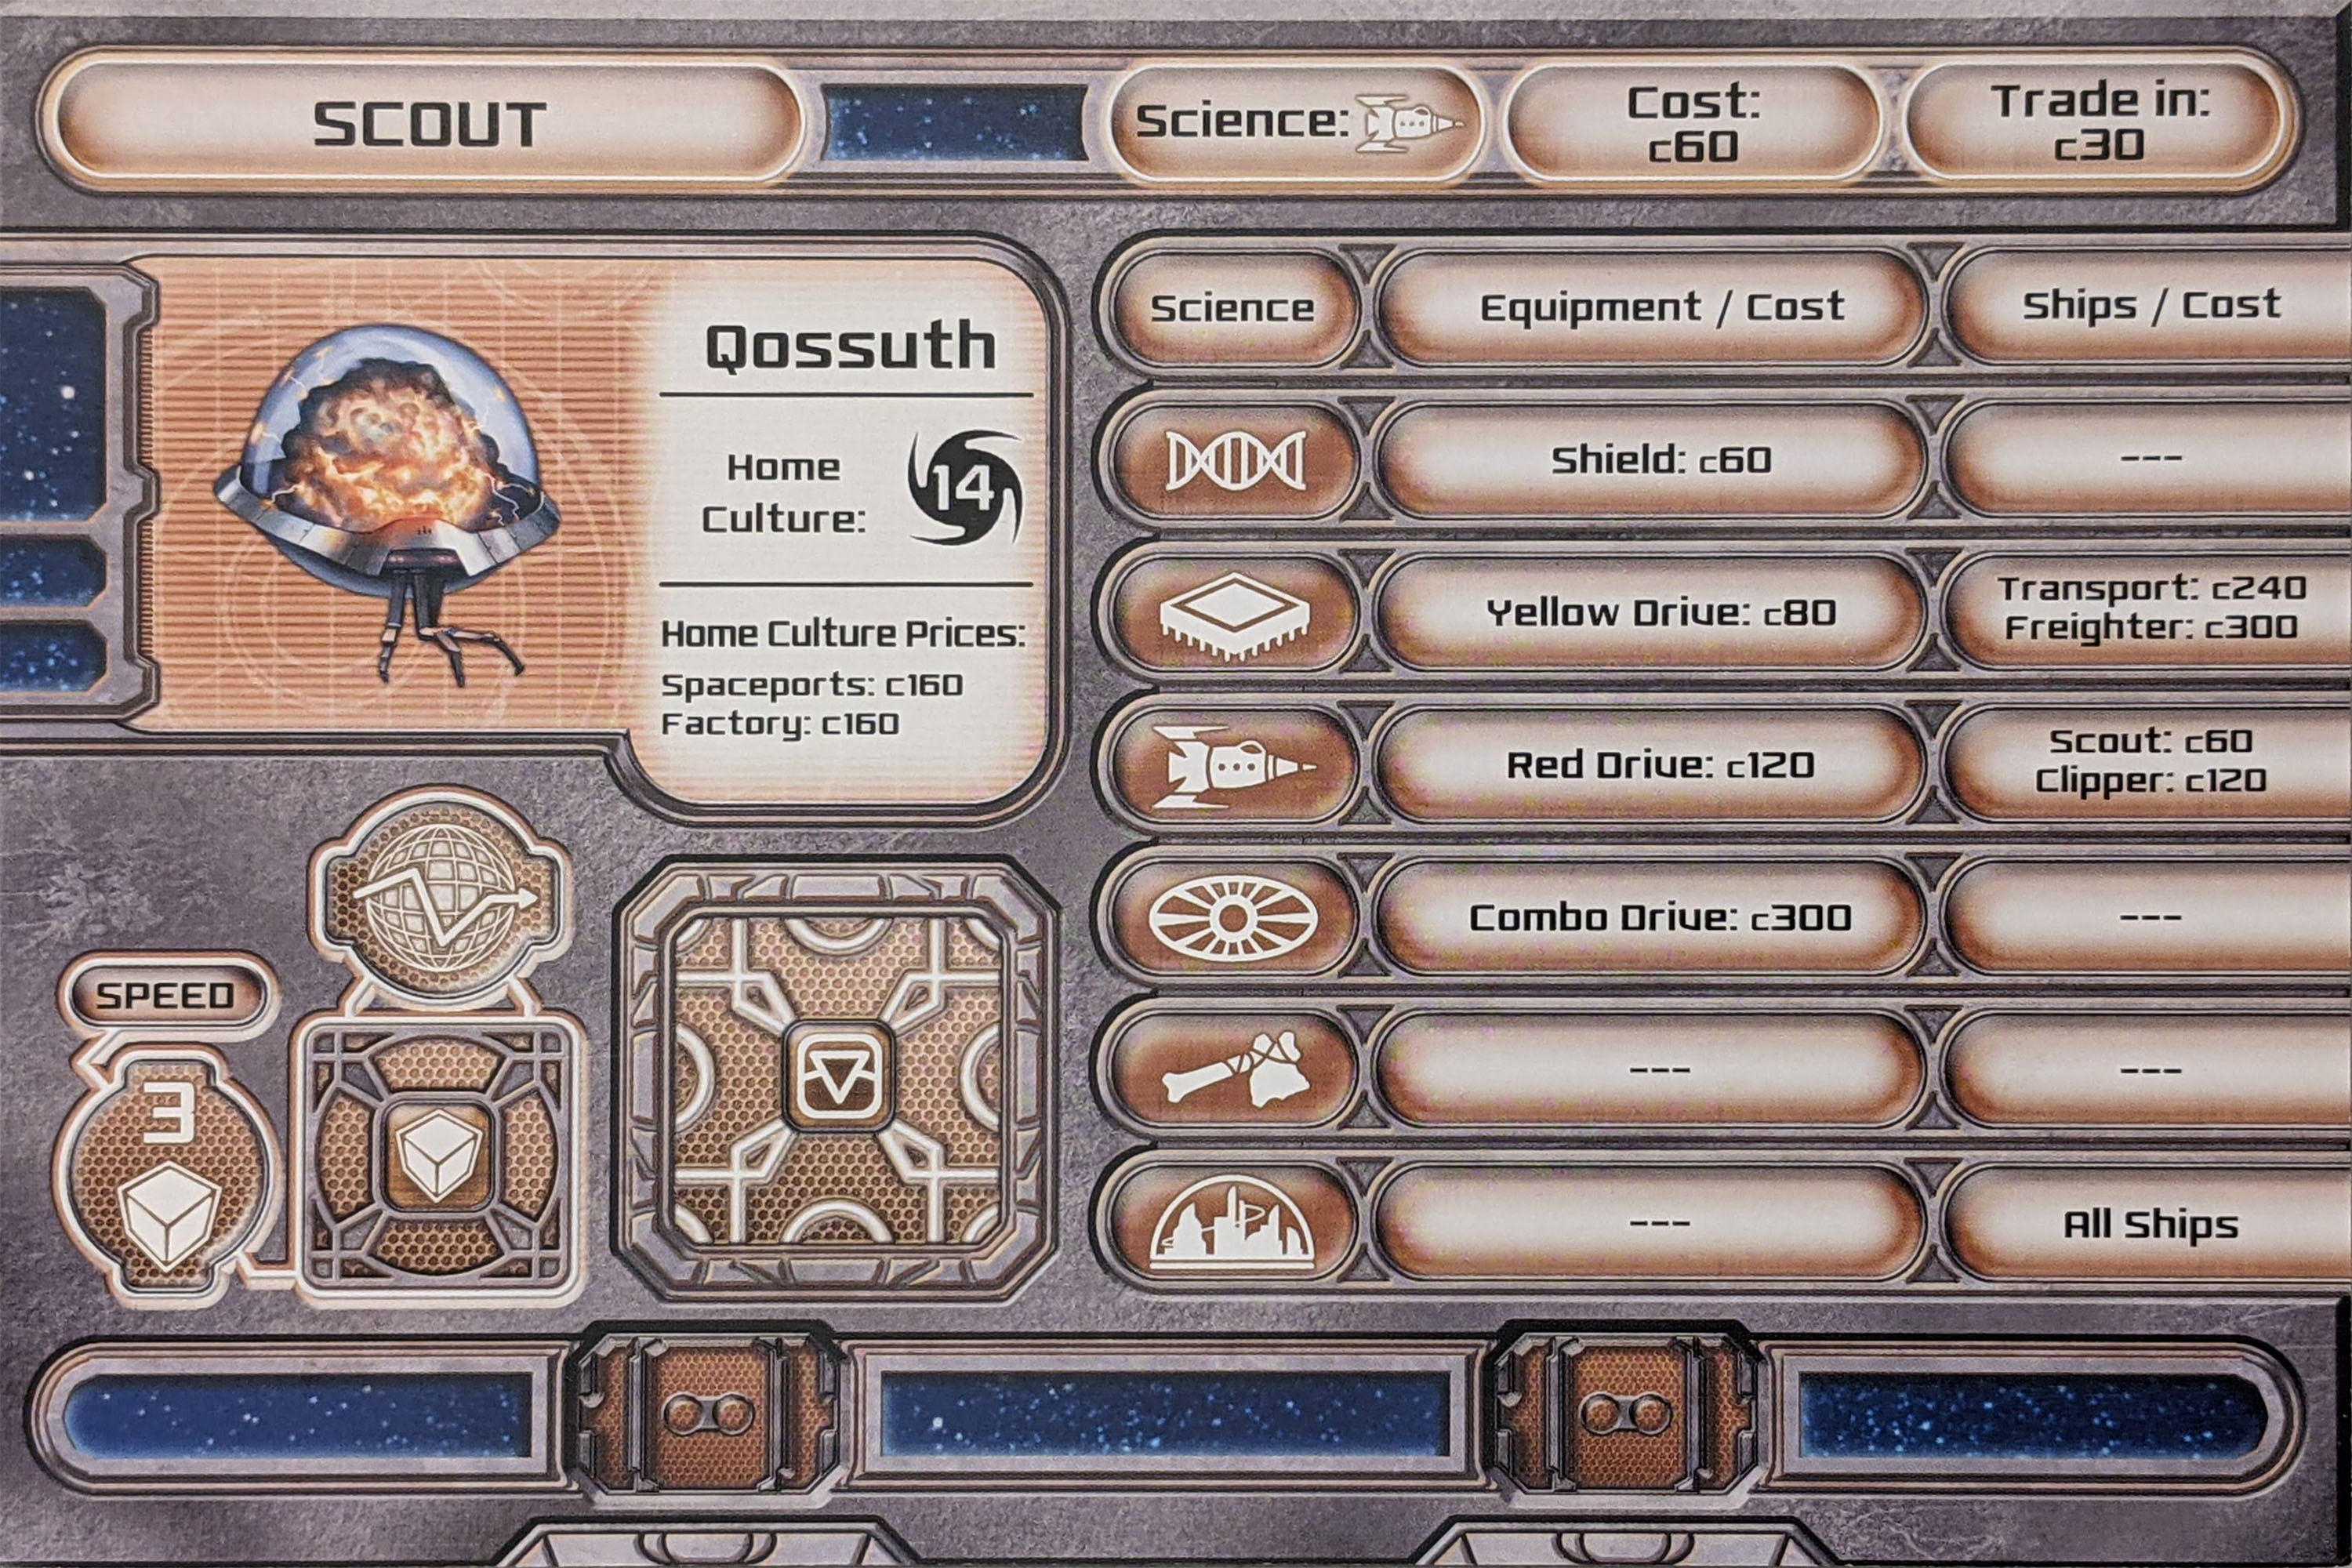 SCOUT
Science:
Cost:
c60
Trade in:
c30
Qossuth
Home
Culture:
14
Home Culture Prices:
Spaceports: c160
Factory: c160
Science
Equipment / Cost
Ships / Cost
Shield: c60
---
Yellow Drive: c80
Transport: c240
Freighter: c300
Red Drive: c120
Scout: c60
Clipper: c120
Combo Drive: c300
---
---
---
---
All Ships
SPEED
3